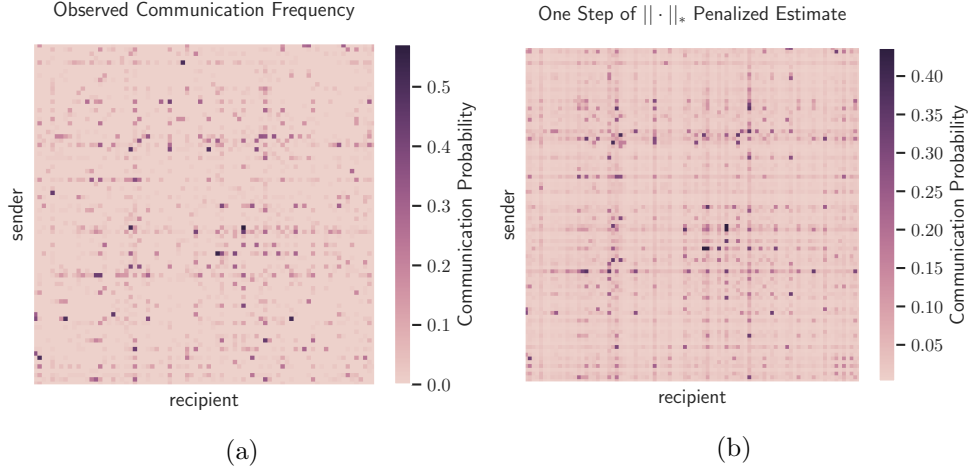 Observed Communication Frequency
sender
recipient
0.5
0.4
0.3
0.2
0.1
0.0
Communication Probability
(a)
One Step of || · ||∗ Penalized Estimate
sender
recipient
0.40
0.35
0.30
0.25
0.20
0.15
0.10
0.05
Communication Probability
(b)